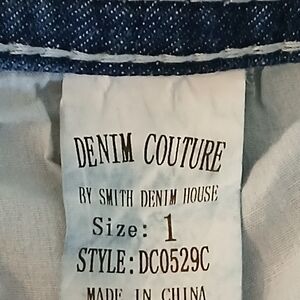 DENIM COUTURE
BY SMITH DENIM HOUSE
Size: 1
STYLE: DC0529C
MADE IN CHINA